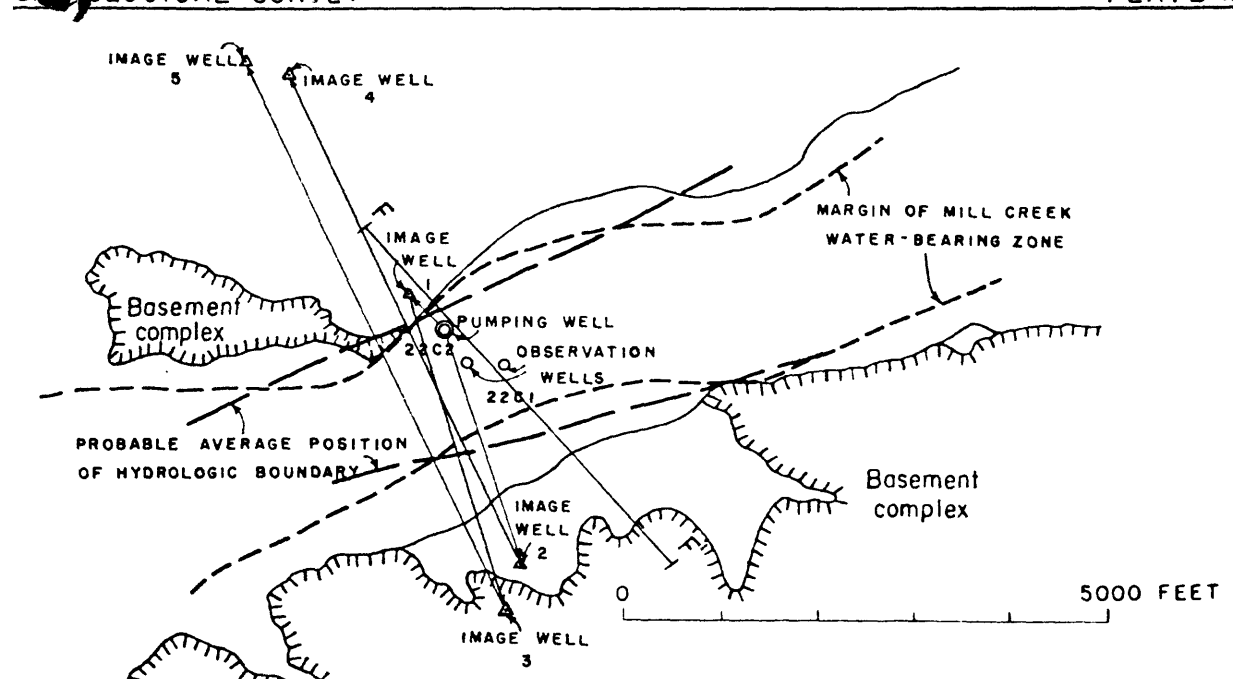 IMAGE WELL
5
IMAGE WELL
4
F
IMAGE
WELL
1
MARGIN OF MILL CREEK
WATER-BEARING ZONE
Basement
complex
PUMPING WELL
22C2
OBSERVATION
WELLS
22G1
PROBABLE AVERAGE POSITION
OF HYDROLOGIC BOUNDARY
Basement
complex
IMAGE
WELL
2
F'
0 5000 FEET
IMAGE WELL
3